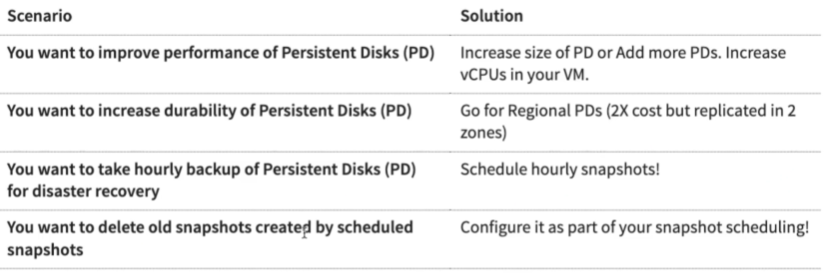 Scenario Solution
You want to improve performance of Persistent Disks (PD) Increase size of PD or Add more PDs. Increase
vCPUs in your VM.
You want to increase durability of Persistent Disks (PD) Go for Regional PDs (2X cost but replicated in 2
zones)
You want to take hourly backup of Persistent Disks (PD) Schedule hourly snapshots!
for disaster recovery
You want to delete old snapshots created by scheduled Configure it as part of your snapshot scheduling!
snapshots